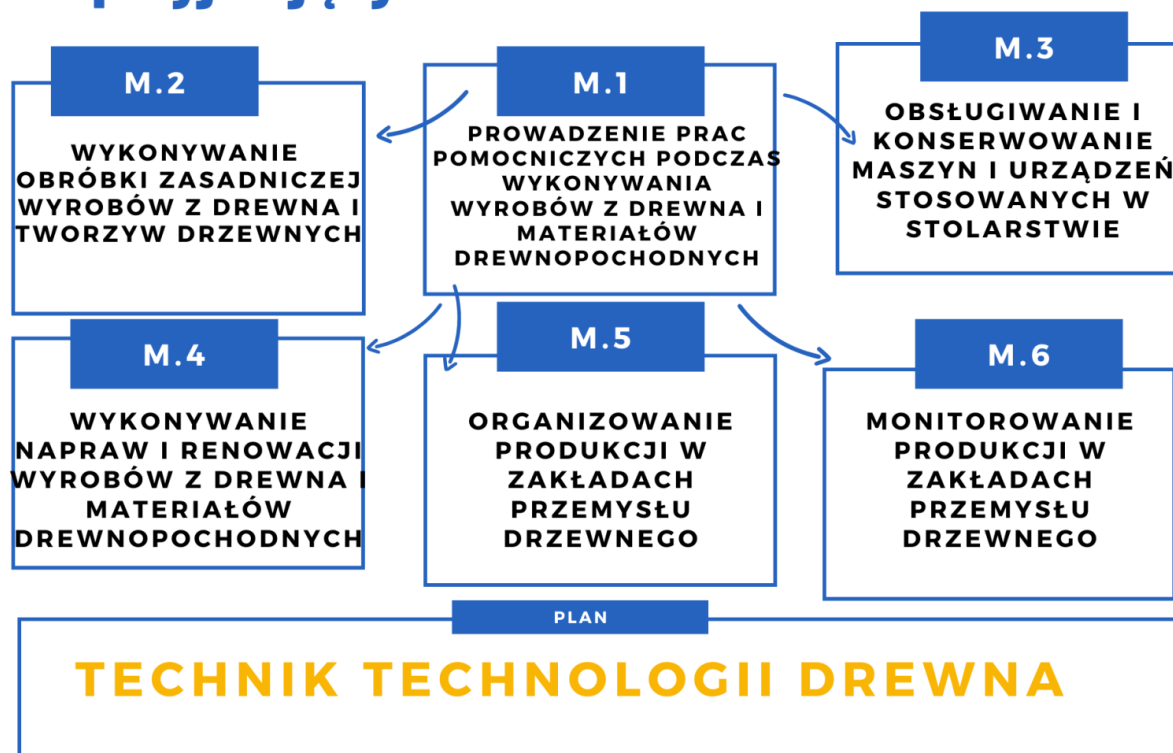 M.2
WYKONYWANIE
OBRÓBKI ZASADNICZEJ
WYROBÓW Z DREWNA I
TWORZYW DRZEWNYCH
M.1
PROWADZENIE PRAC
POMOCNICZYCH PODCZAS
WYKONYWANIA
WYROBÓW Z DREWNA I
MATERIAŁÓW
DREWNOPOCHODNYCH
M.3
OBSŁUGIWANIE I
KONSERWOWANIE
MASZYN I URZĄDZEŃ
STOSOWANYCH W
STOLARSTWIE
M.4
WYKONYWANIE
NAPRAW I RENOWACJI
WYROBÓW Z DREWNA I
MATERIAŁÓW
DREWNOPOCHODNYCH
M.5
ORGANIZOWANIE
PRODUKCJI W
ZAKŁADACH
PRZEMYSŁU
DRZEWNEGO
M.6
MONITOROWANIE
PRODUKCJI W
ZAKŁADACH
PRZEMYSŁU
DRZEWNEGO
PLAN
TECHNIK TECHNOLOGII DREWNA